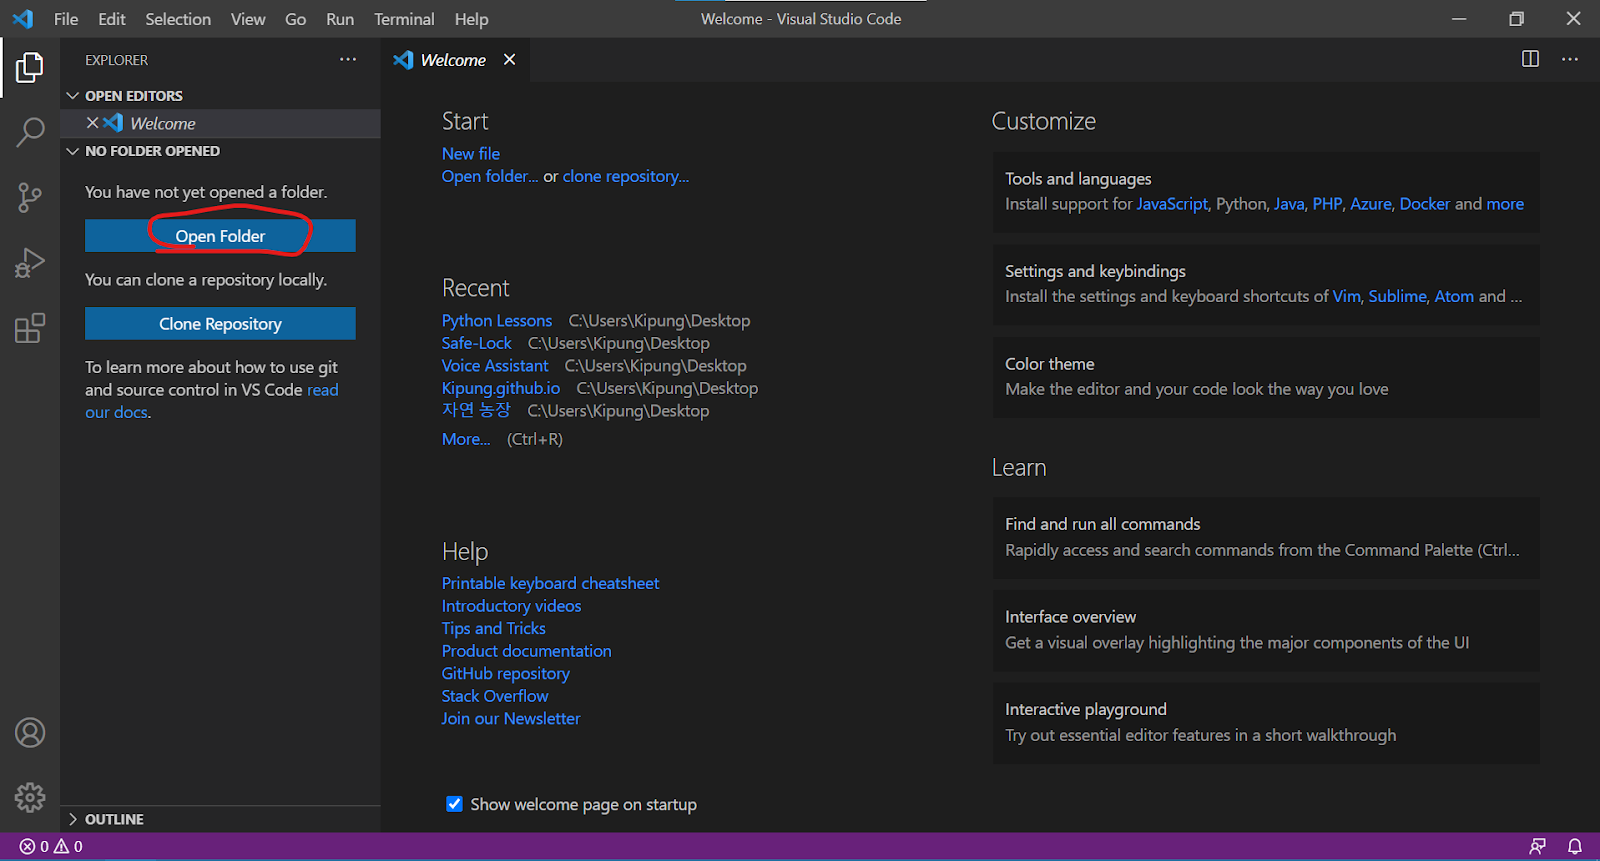 File Edit Selection View Go Run Terminal Help
Welcome - Visual Studio Code
EXPLORER
OPEN EDITORS
Welcome
NO FOLDER OPENED
You have not yet opened a folder.
Open Folder
You can clone a repository locally.
Clone Repository
To learn more about how to use git
and source control in VS Code read
our docs.
OUTLINE
Welcome
Start
New file
Open folder... or clone repository...
Recent
Python Lessons C:\Users\Kipung\Desktop
Safe-Lock C:\Users\Kipung\Desktop
Voice Assistant C:\Users\Kipung\Desktop
Kipung.github.io C:\Users\Kipung\Desktop
자연 농장 C:\Users\Kipung\Desktop
More... (Ctrl+R)
Help
Printable keyboard cheatsheet
Introductory videos
Tips and Tricks
Product documentation
GitHub repository
Stack Overflow
Join our Newsletter
Show welcome page on startup
Customize
Tools and languages
Install support for JavaScript, Python, Java, PHP, Azure, Docker and more
Settings and keybindings
Install the settings and keyboard shortcuts of Vim, Sublime, Atom and ...
Color theme
Make the editor and your code look the way you love
Learn
Find and run all commands
Rapidly access and search commands from the Command Palette (Ctrl...
Interface overview
Get a visual overlay highlighting the major components of the UI
Interactive playground
Try out essential editor features in a short walkthrough
0 0